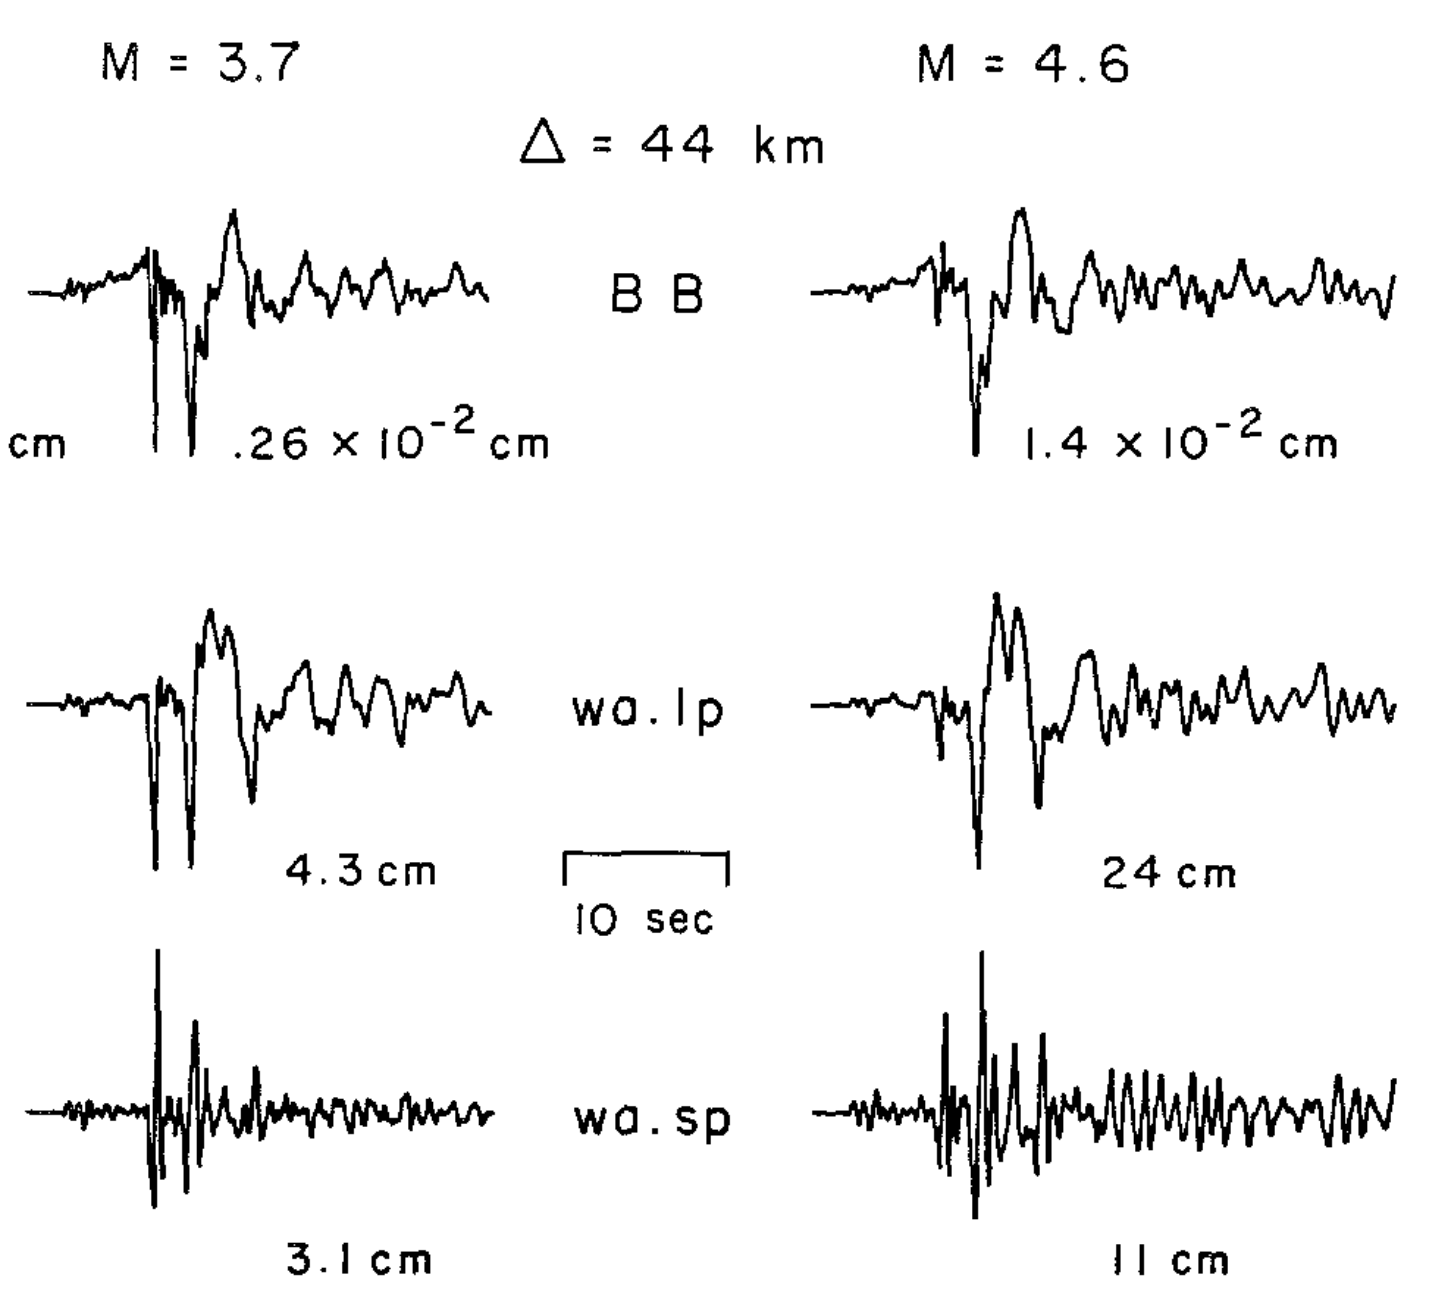 M = 3.7
M = 4.6
Δ = 44 km
B B
cm
.26 × 10⁻² cm
1.4 × 10⁻² cm
wa.lp
4.3 cm
24 cm
10 sec
wa.sp
3.1 cm
11 cm